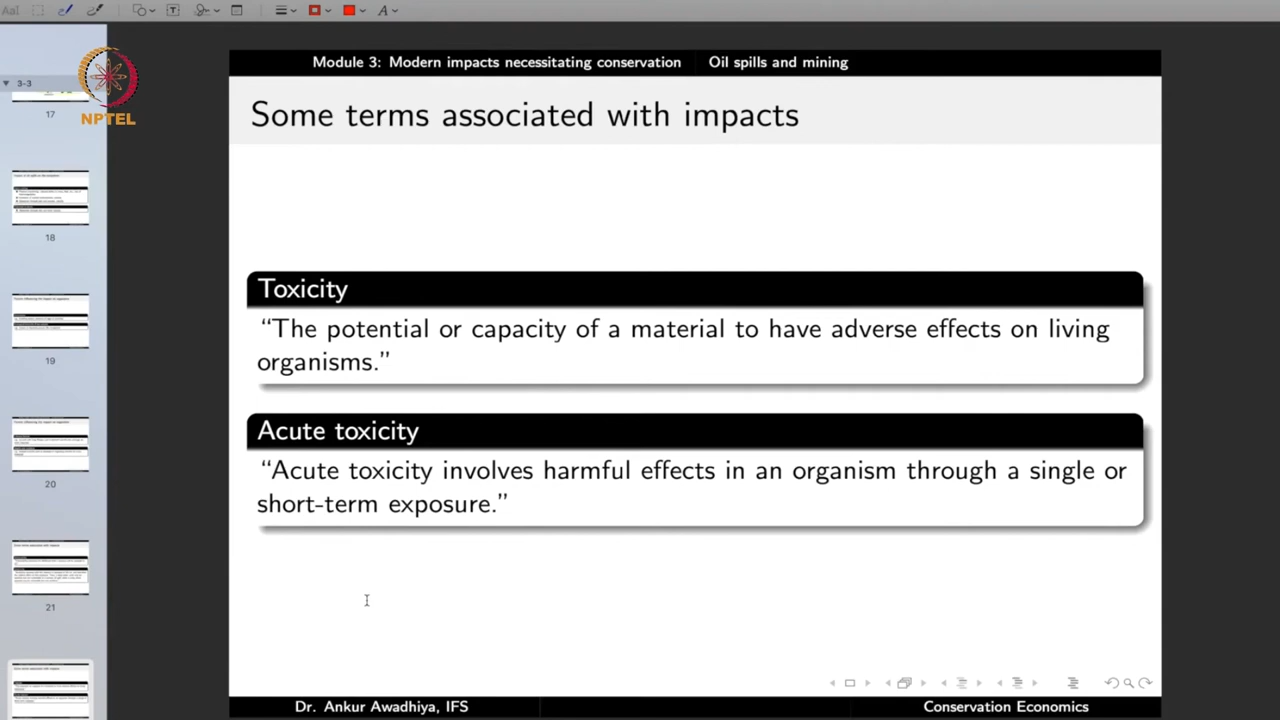 Module 3: Modern impacts necessitating conservation Oil spills and mining
3-3
NPTEL
17
18
19
20
21
Some terms associated with impacts
Toxicity
“The potential or capacity of a material to have adverse effects on living
organisms.”
Acute toxicity
“Acute toxicity involves harmful effects in an organism through a single or
short-term exposure.”
Dr. Ankur Awadhiya, IFS Conservation Economics